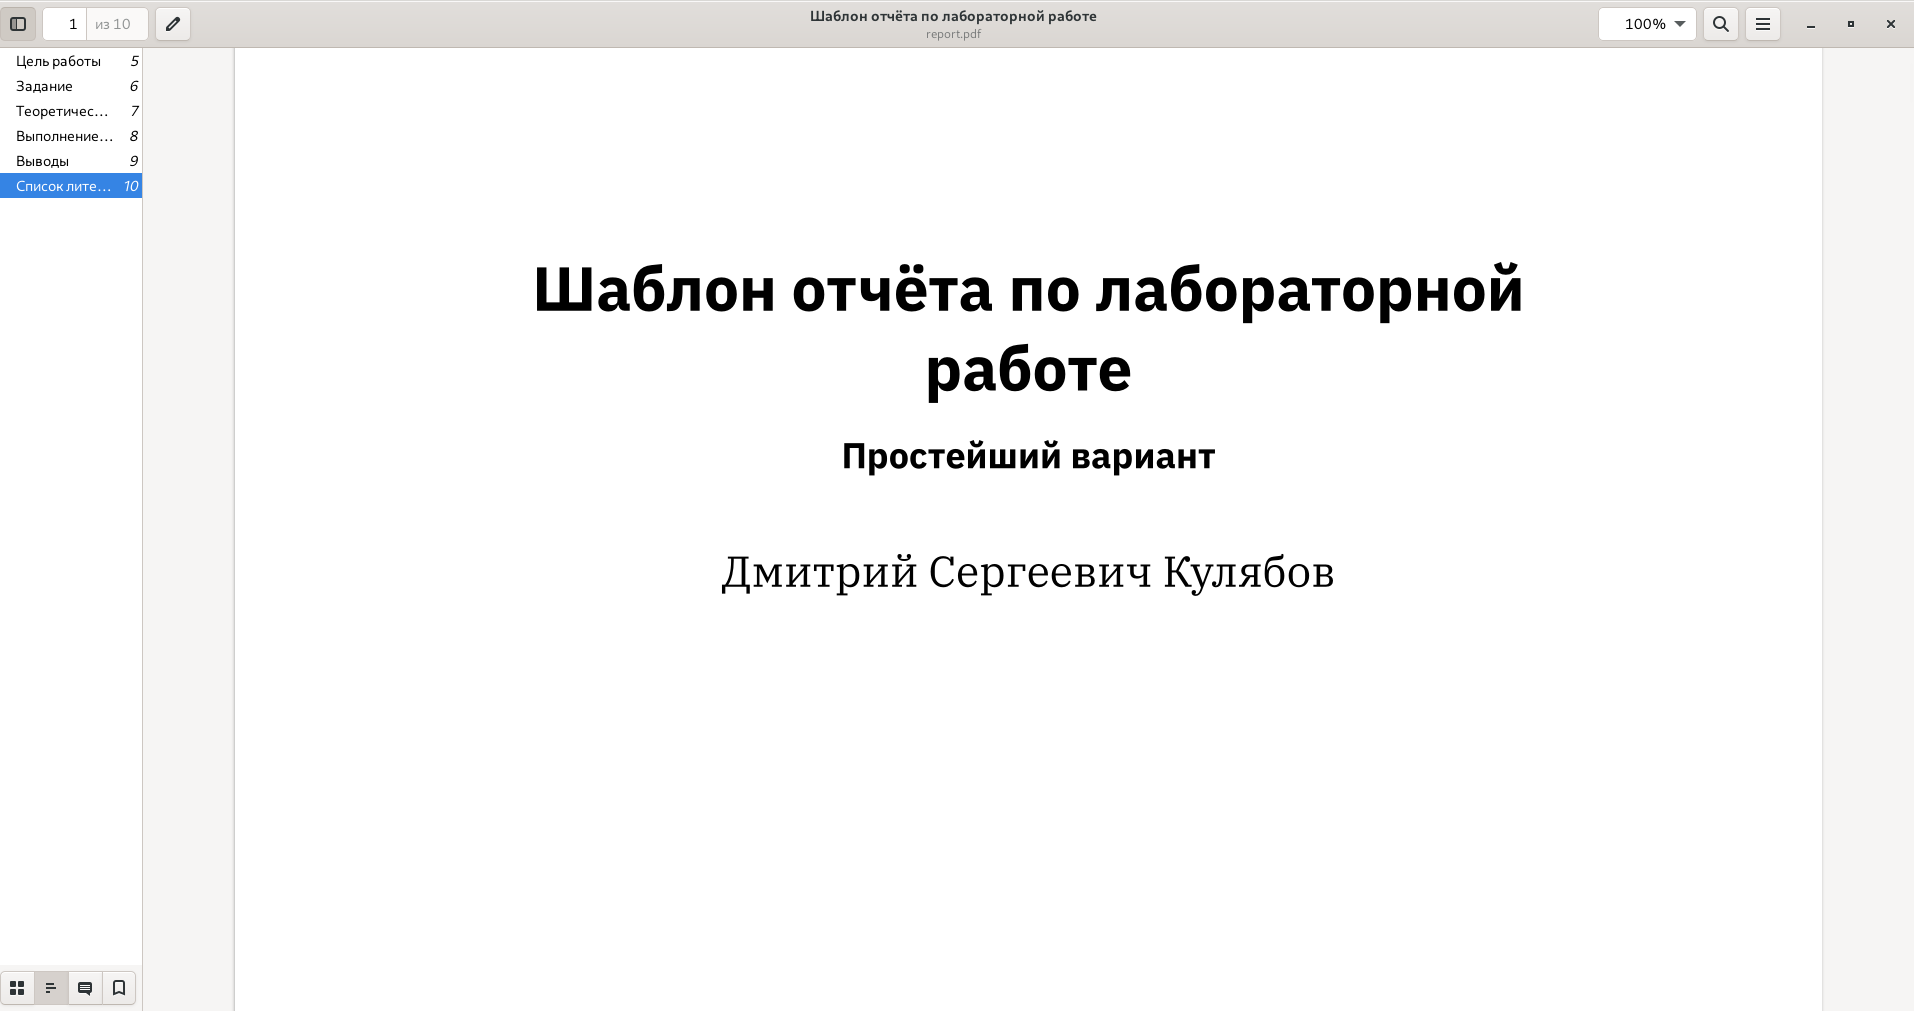 1 из 10
Шаблон отчёта по лабораторной работе
report.pdf
100%
Цель работы 5
Задание 6
Теоретичес… 7
Выполнение… 8
Выводы 9
Список лите… 10
Шаблон отчёта по лабораторной
работе
Простейший вариант
Дмитрий Сергеевич Кулябов